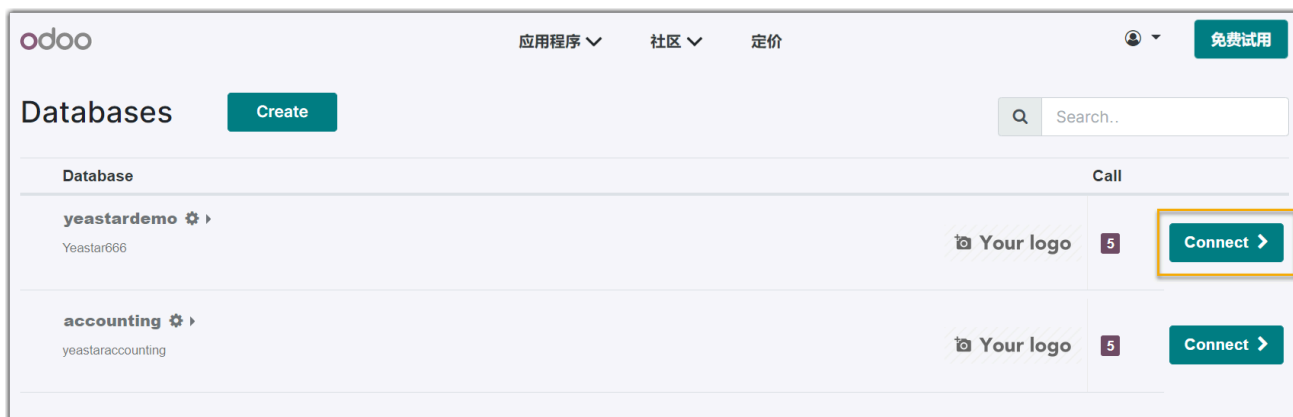 odoo 应用程序 社区 定价 免费试用
Databases Create Search..
Database Call
yeastardemo
Yeastar666 Your logo 5 Connect
accounting
yeastaraccounting Your logo 5 Connect